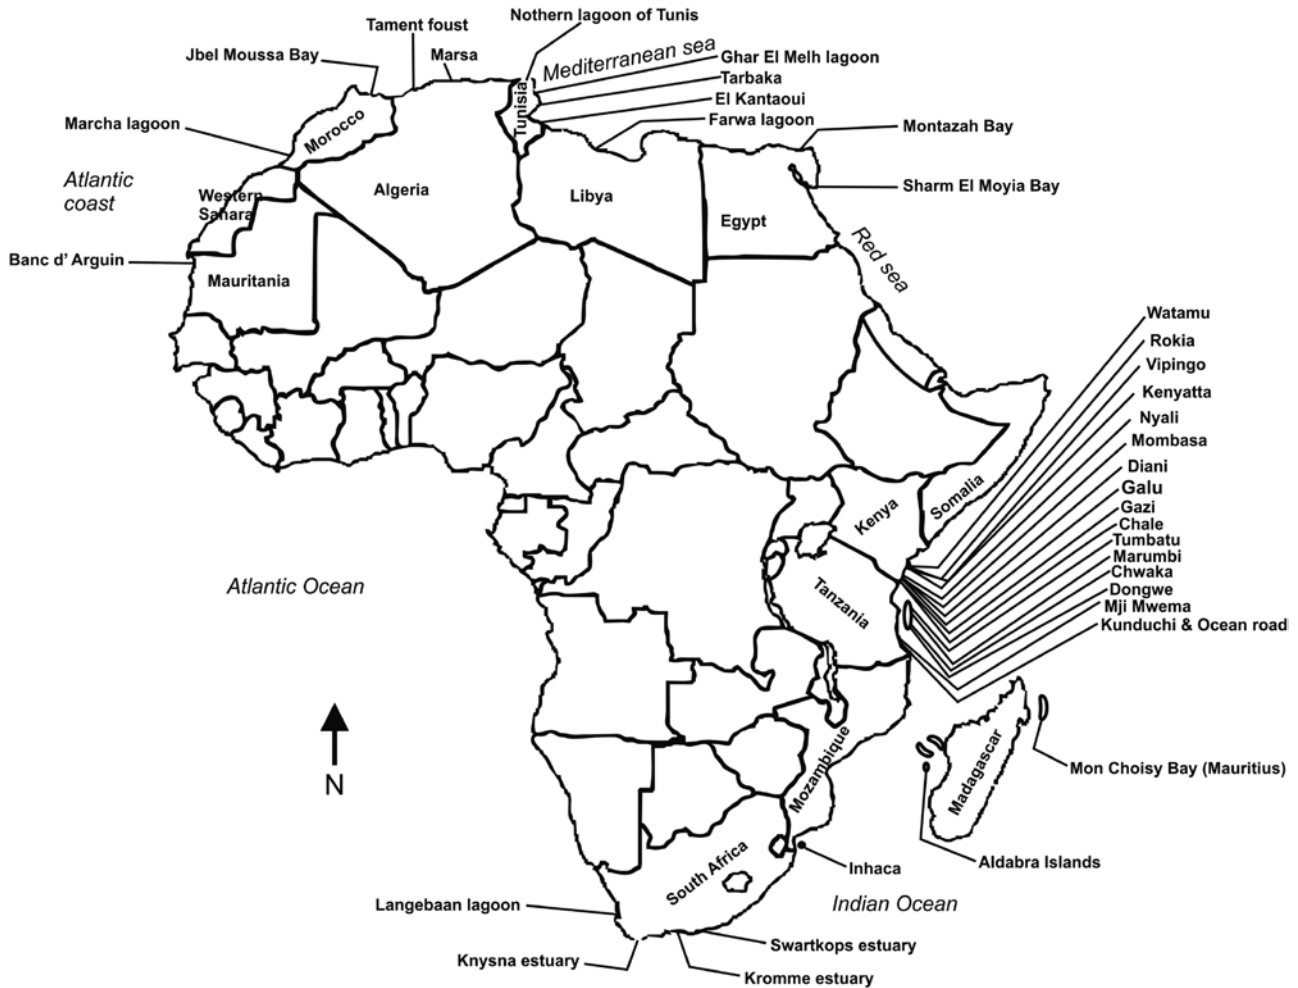 Nothern lagoon of Tunis
Tament foust
Marsa
Jbel Moussa Bay
Mediterranean sea
Ghar El Melh lagoon
Tarbaka
El Kantaoui
Farwa lagoon
Montazah Bay
Marcha lagoon
Morocco
Tunisia
Atlantic
coast
Western
Sahara
Algeria
Libya
Egypt
Sharm El Moyia Bay
Red sea
Banc d' Arguin
Mauritania
Watamu
Rokia
Vipingo
Kenyatta
Nyali
Mombasa
Diani
Galu
Gazi
Chale
Tumbatu
Marumbi
Chwaka
Dongwe
Mji Mwema
Kunduchi & Ocean road
Somalia
Kenya
Tanzania
Atlantic Ocean
N
Mozambique
Madagascar
Mon Choisy Bay (Mauritius)
Aldabra Islands
Inhaca
South Africa
Indian Ocean
Langebaan lagoon
Swartkops estuary
Knysna estuary
Kromme estuary